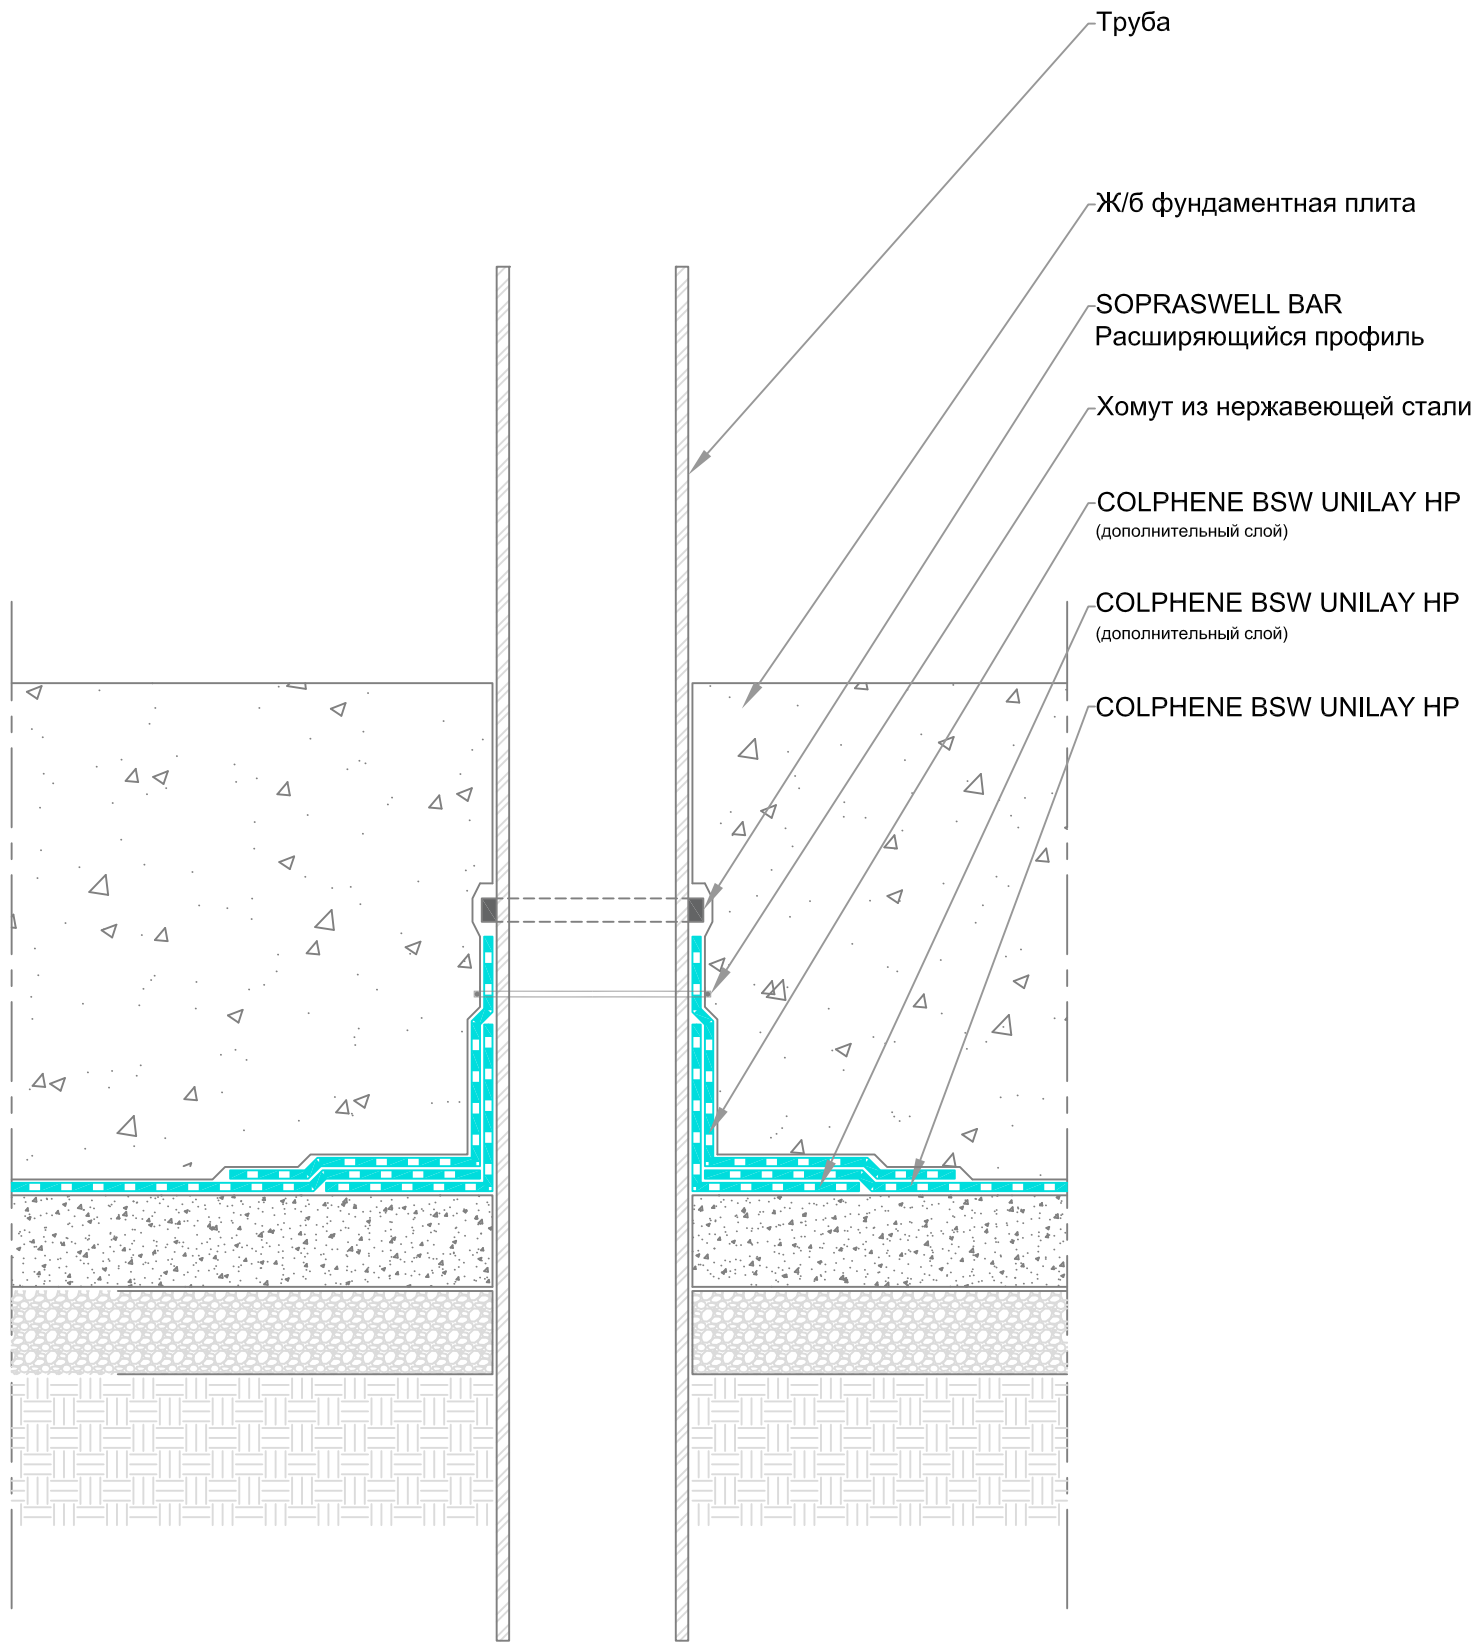 Труба
Ж/б фундаментная плита
SOPRASWELL BAR
Расширяющийся профиль
Хомут из нержавеющей стали
COLPHENE BSW UNILAY HP
(дополнительный слой)
COLPHENE BSW UNILAY HP
(дополнительный слой)
COLPHENE BSW UNILAY HP